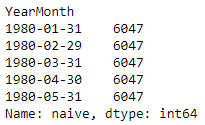 YearMonth
1980-01-31    6047
1980-02-29    6047
1980-03-31    6047
1980-04-30    6047
1980-05-31    6047
Name: naive, dtype: int64